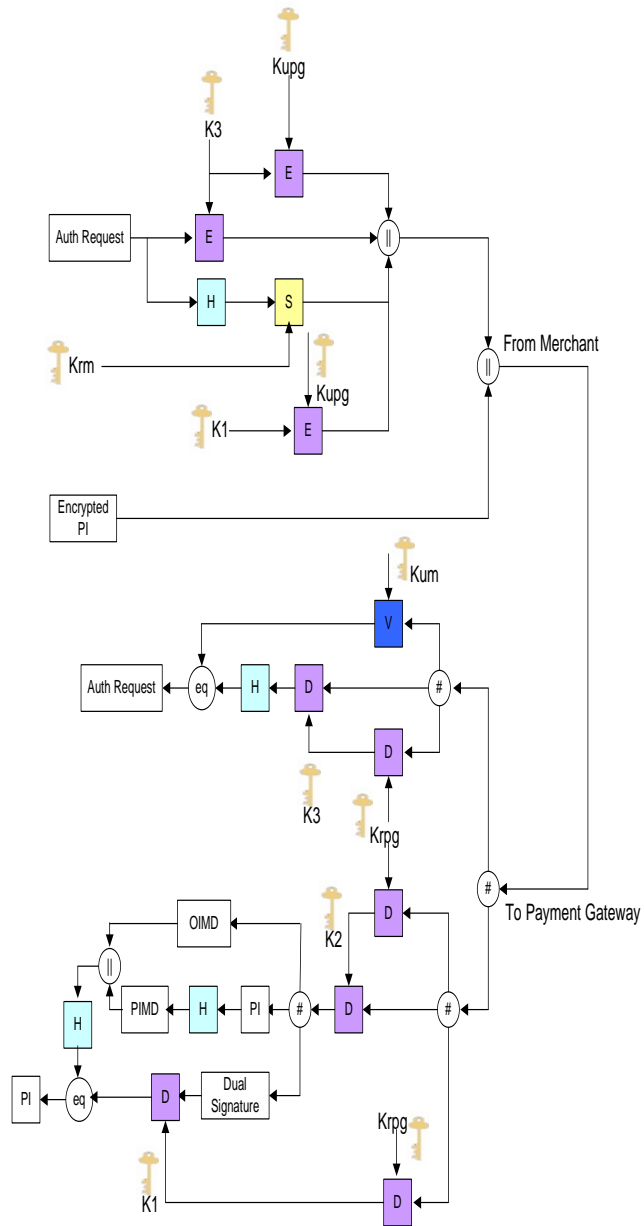 Kupg
K3
E
Auth Request
E
||
H
S
From Merchant
Krm
||
Kupg
K1
E
Encrypted
PI
Kum
V
Auth Request
eq
H
D
#
D
K3
Krpg
#
To Payment Gateway
OIMD
K2
D
||
PIMD
H
PI
#
D
#
H
Dual
Signature
D
PI
eq
Krpg
K1
D